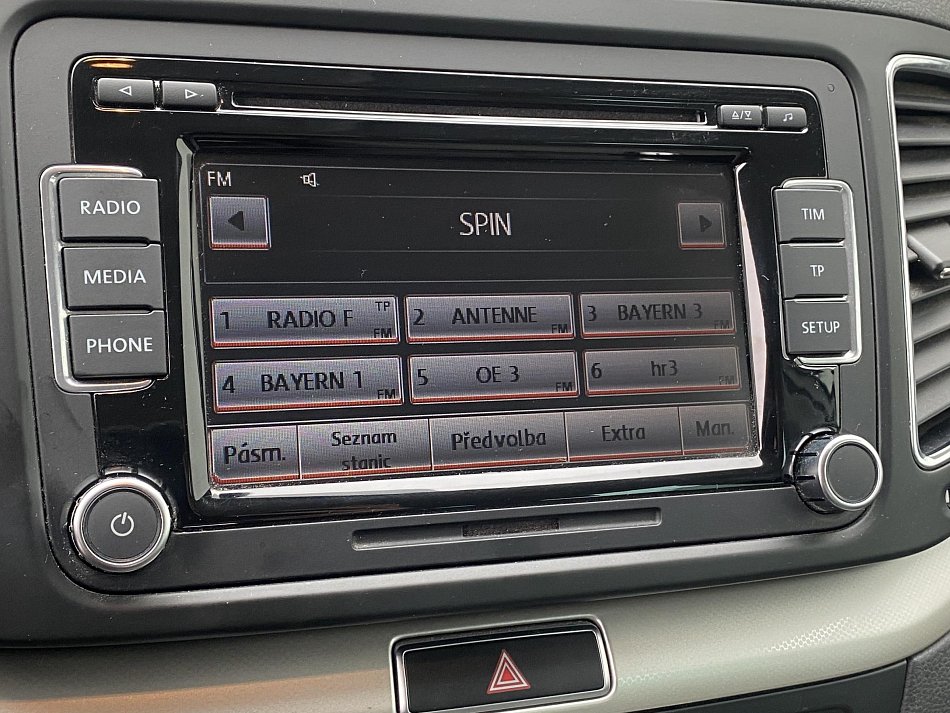 RADIO
MEDIA
PHONE
FM
SPIN
1 RADIO F TP FM
2 ANTENNE FM
3 BAYERN 3 FM
4 BAYERN 1 FM
5 OE 3 FM
6 hr3 FM
Pásm.
Seznam
stanic
Předvolba
Extra
Man.
TIM
TP
SETUP